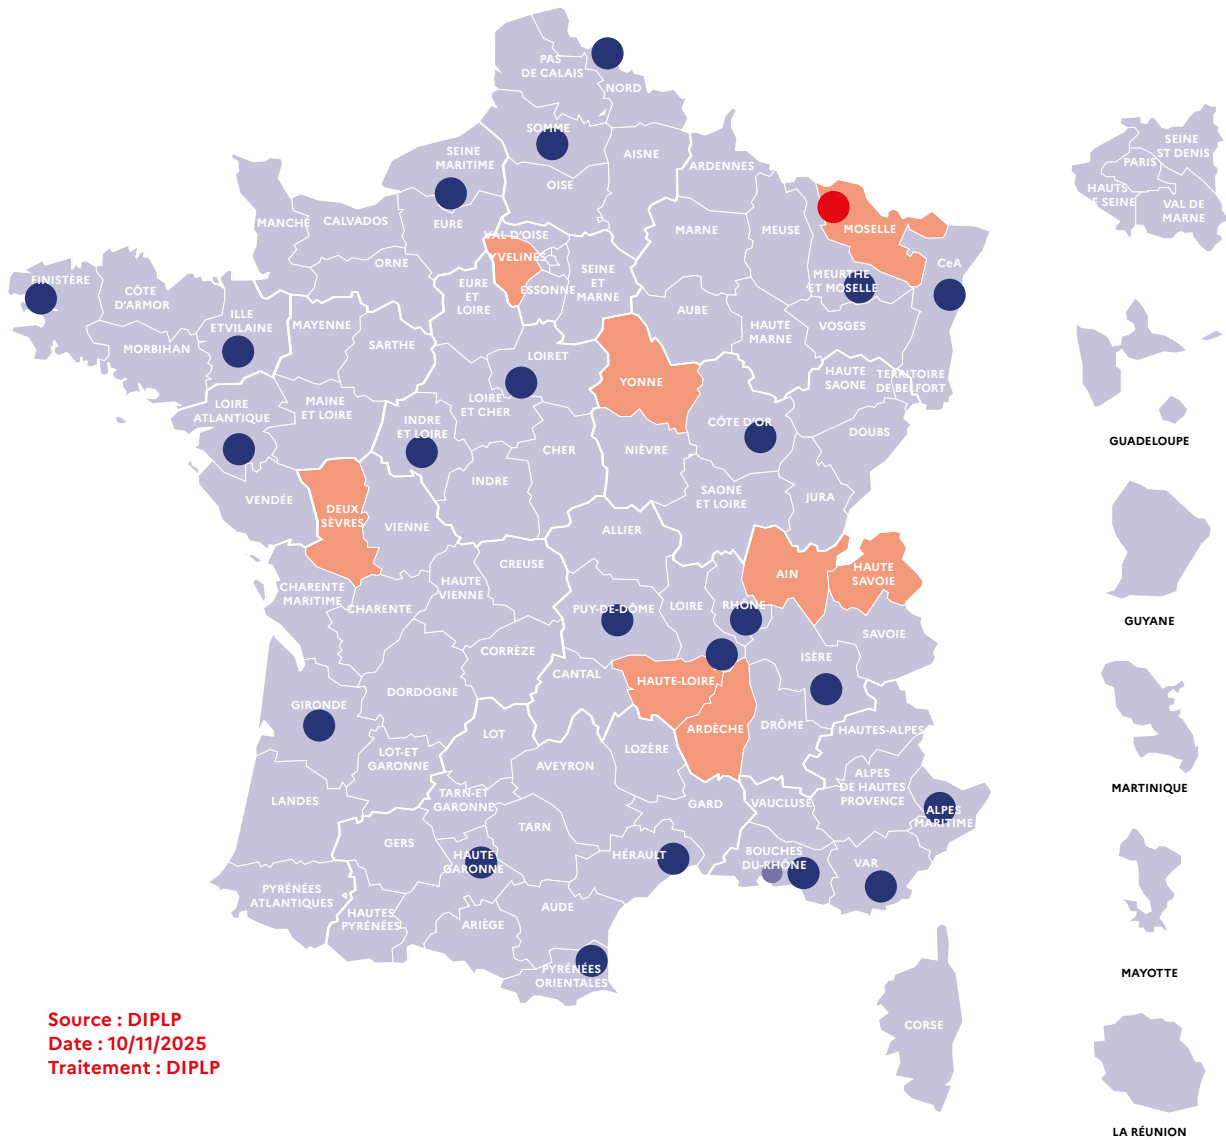 PAS
DE CALAIS
NORD
SOMME
SEINE
MARITIME
AISNE
ARDENNES
OISE
EURE
MANCHE
CALVADOS
ORNE
VAL D'OISE
YVELINES
ESSONNE
SEINE
ET
MARNE
MARNE
MEUSE
MOSELLE
MEURTHE
ET MOSELLE
CeA
FINISTÈRE
CÔTE
D'ARMOR
MORBIHAN
ILLE
ETVILAINE
MAYENNE
SARTHE
EURE
ET
LOIRE
LOIRET
AUBE
HAUTE
MARNE
VOSGES
HAUTE
SAONE
TERRITOIRE
DE BELFORT
YONNE
LOIRE
ATLANTIQUE
MAINE
ET LOIRE
INDRE
ET LOIRE
LOIRE
ET CHER
CHER
NIÈVRE
CÔTE D'OR
DOUBS
INDRE
SAONE
ET LOIRE
JURA
VENDÉE
DEUX
SÈVRES
VIENNE
ALLIER
CREUSE
HAUTE
VIENNE
CHARENTE
MARITIME
CHARENTE
PUY-DE-DÔME
LOIRE
RHÔNE
AIN
HAUTE
SAVOIE
SAVOIE
ISÈRE
CORRÈZE
CANTAL
HAUTE-LOIRE
DORDOGNE
GIRONDE
ARDÈCHE
DRÔME
HAUTES-ALPES
LOT
LOT-ET
GARONNE
LOZÈRE
AVEYRON
LANDES
TARN-ET
GARONNE
GARD
VAUCLUSE
ALPES
DE HAUTES
PROVENCE
ALPES
MARITIME
TARN
GERS
HAUTE
GARONNE
HÉRAULT
BOUCHES
DU-RHÔNE
VAR
PYRÉNÉES
ATLANTIQUES
HAUTES
PYRÉNÉES
ARIÈGE
AUDE
PYRÉNÉES
ORIENTALES
CORSE
SEINE
ST DENIS
PARIS
HAUTS
E SEINE
VAL DE
MARNE
GUADELOUPE
GUYANE
MARTINIQUE
MAYOTTE
LA RÉUNION
Source : DIPLP
Date : 10/11/2025
Traitement : DIPLP